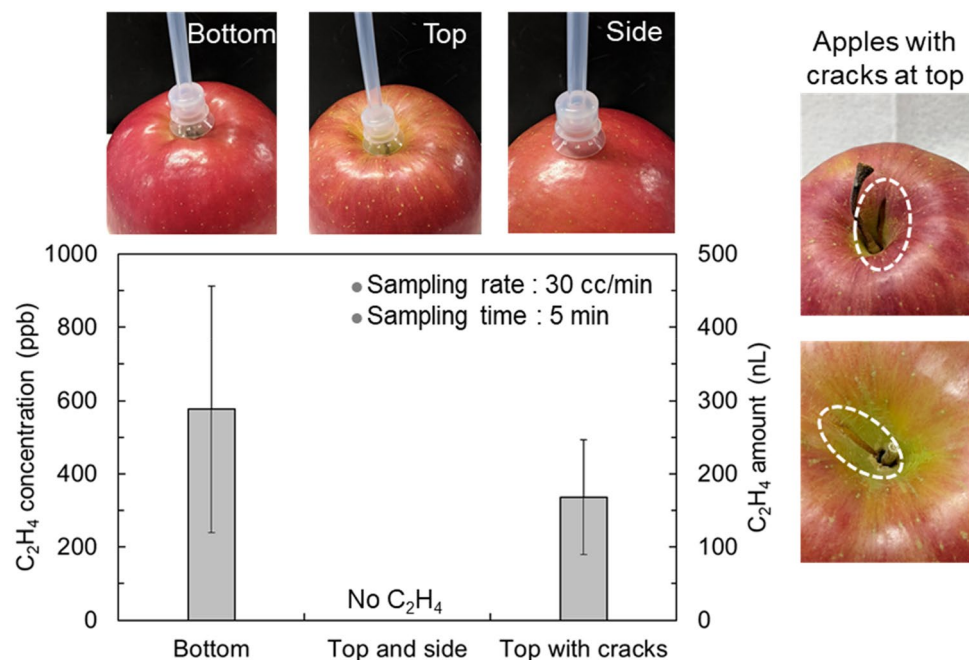 Bottom
Top
Side
Apples with
cracks at top
1000
800
600
400
200
0
C₂H₄ concentration (ppb)
● Sampling rate : 30 cc/min
● Sampling time : 5 min
No C₂H₄
500
400
300
200
100
0
C₂H₄ amount (nL)
Bottom
Top and side
Top with cracks